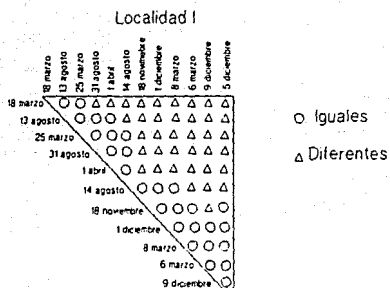 Localidad I
18 marzo
13 agosto
25 marzo
31 agosto
1 abril
14 agosto
18 novimebre
1 diciembre
8 marzo
6 marzo
9 diciembre
5 diciembre
18 marzo
13 agosto
25 marzo
31 agosto
1 abril
14 agosto
18 novembre
1 diciembre
8 marzo
6 marzo
9 diciembre
Iguales
Diferentes